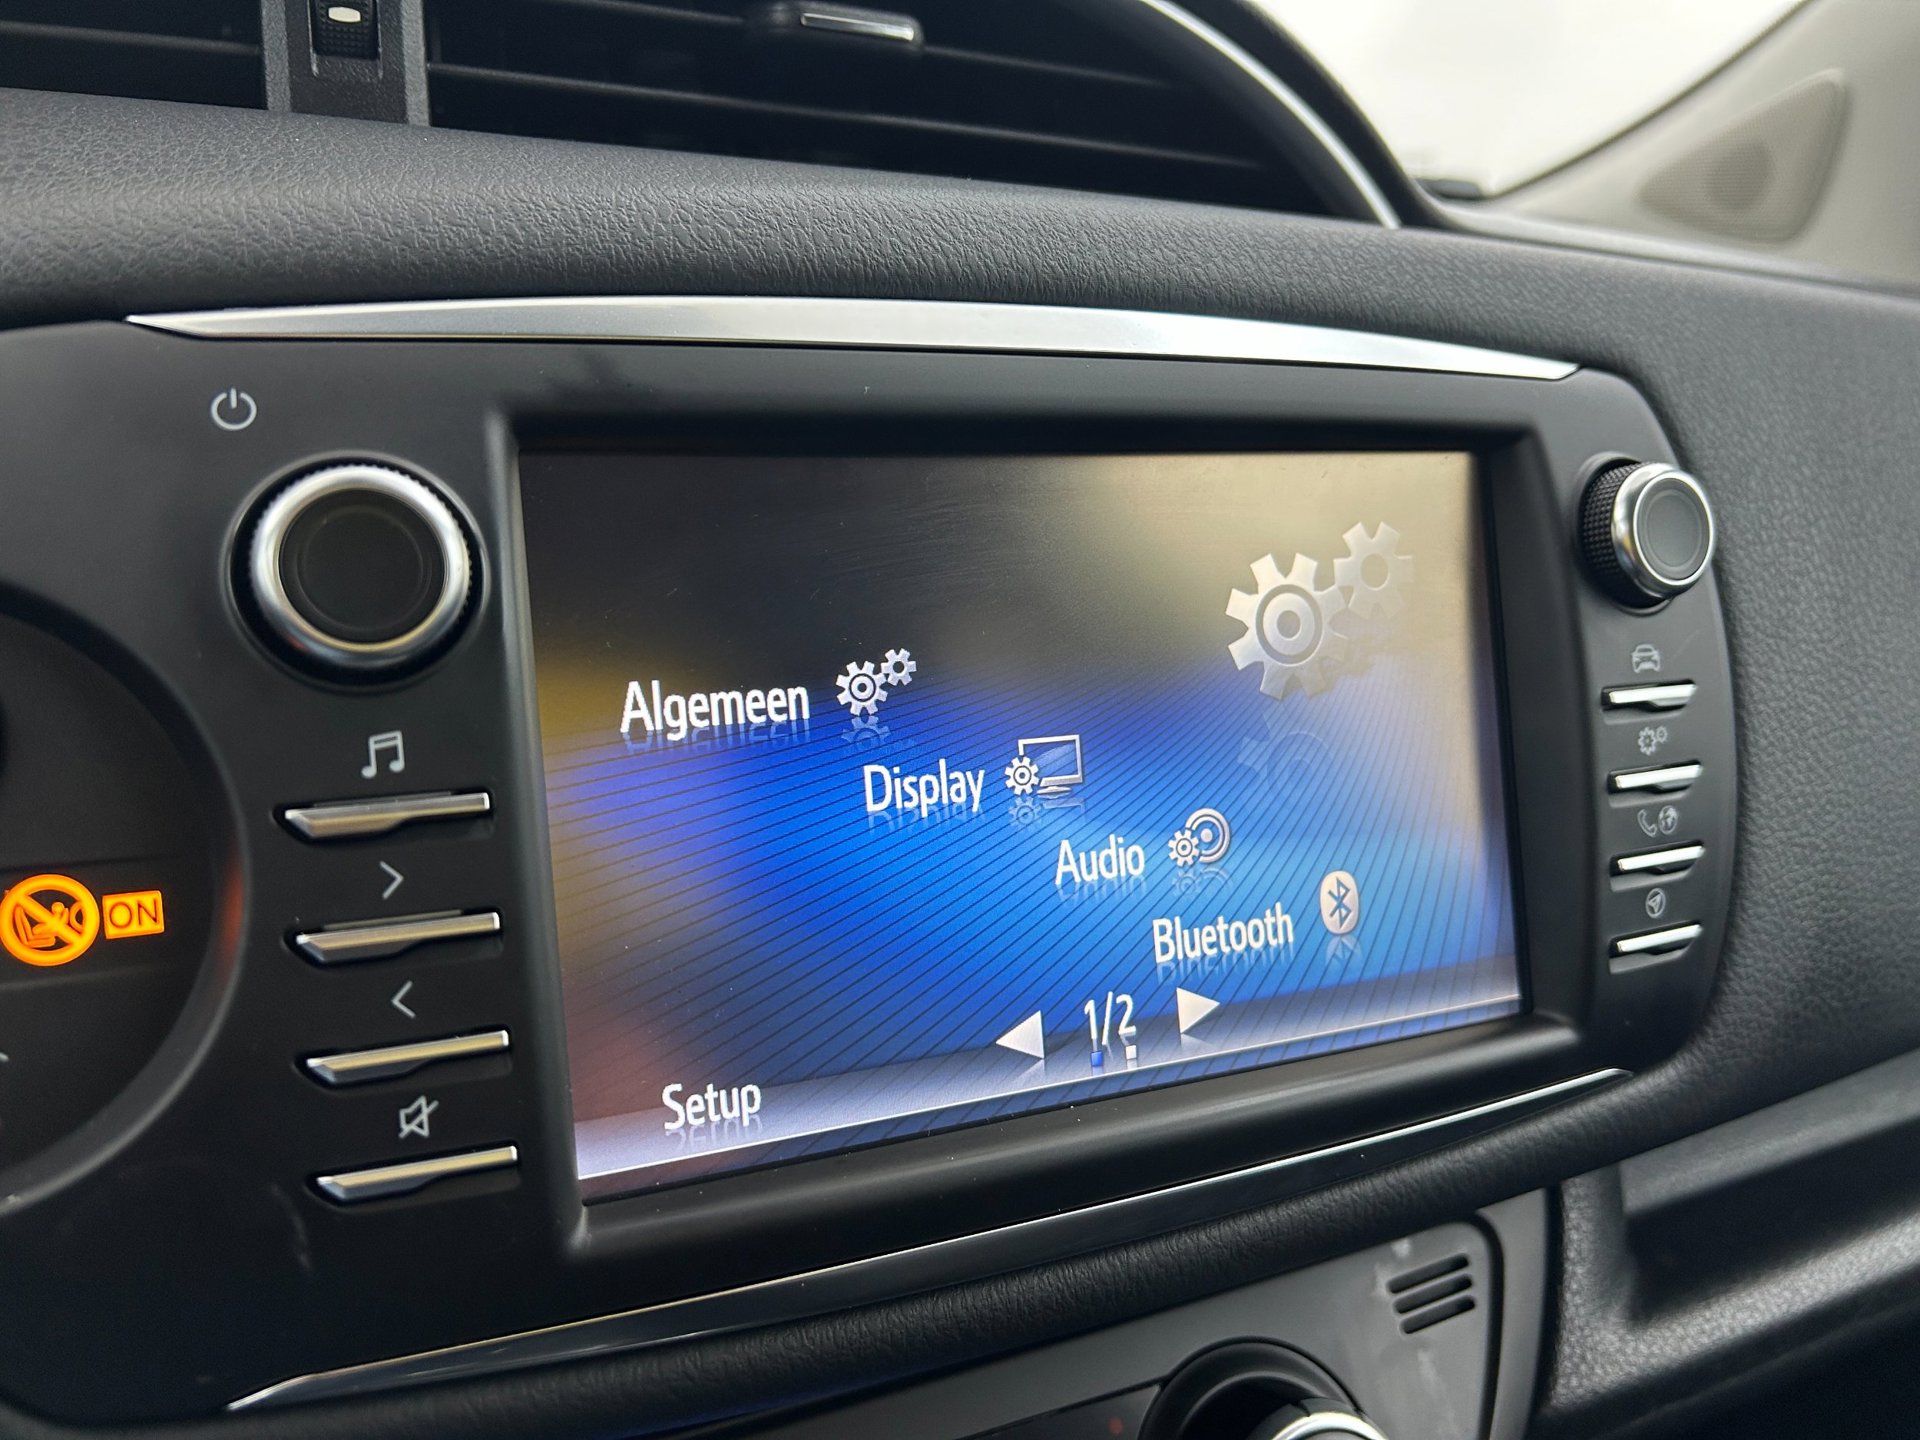 Algemeen
Display
Audio
Bluetooth
1/2
Setup
ON